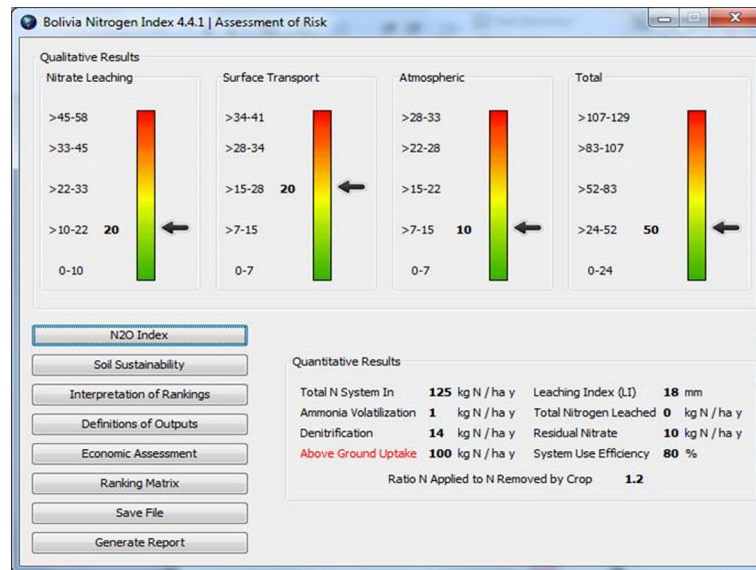 Bolivia Nitrogen Index 4.4.1 | Assessment of Risk
Qualitative Results
Nitrate Leaching
>45-58
>33-45
>22-33
>10-22 20
0-10
Surface Transport
>34-41
>28-34
>15-28 20
>7-15
0-7
Atmospheric
>28-33
>22-28
>15-22
>7-15 10
0-7
Total
>107-129
>83-107
>52-83
>24-52 50
0-24
N2O Index
Soil Sustainability
Interpretation of Rankings
Definitions of Outputs
Economic Assessment
Ranking Matrix
Save File
Generate Report
Quantitative Results
Total N System In 125 kg N / ha y Leaching Index (LI) 18 mm
Ammonia Volatilization 1 kg N / ha y Total Nitrogen Leached 0 kg N / ha y
Denitrification 14 kg N / ha y Residual Nitrate 10 kg N / ha y
Above Ground Uptake 100 kg N / ha y System Use Efficiency 80 %
Ratio N Applied to N Removed by Crop 1.2